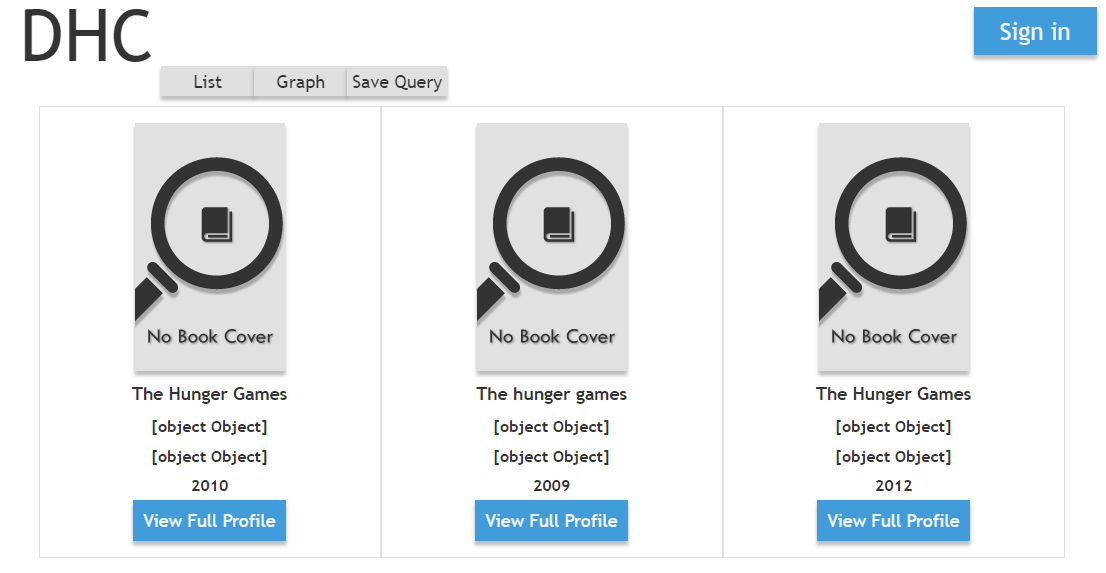 DHC
Sign in
List Graph Save Query
No Book Cover No Book Cover No Book Cover
The Hunger Games The hunger games The Hunger Games
[object Object] [object Object] [object Object]
[object Object] [object Object] [object Object]
2010 2009 2012
View Full Profile View Full Profile View Full Profile